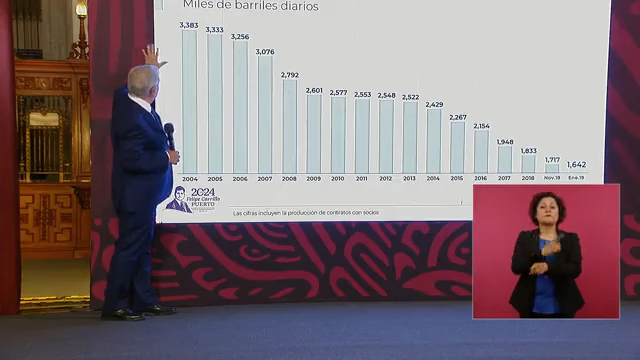 Miles de barriles diarios
3,383 3,333 3,256 3,076 2,792 2,601 2,577 2,553 2,548 2,522 2,429 2,267 2,154 1,948 1,833 1,717 1,642
2004 2005 2006 2007 2008 2009 2010 2011 2012 2013 2014 2015 2016 2017 2018 Nov.18 Ene.19
2024
Felipe Carrillo
PUERTO
Las cifras incluyen la producción de contratos con socios